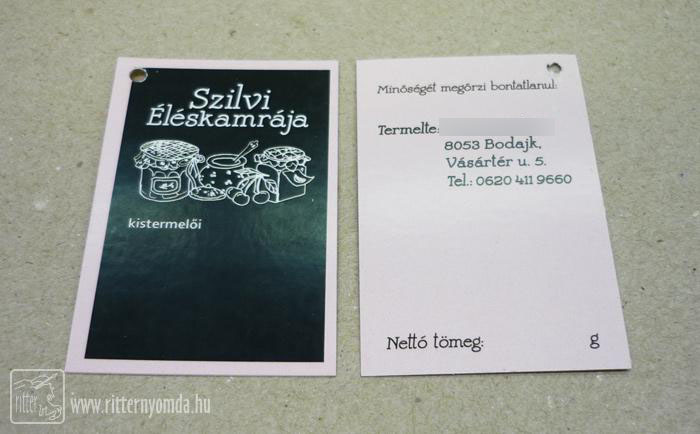 Szilvi
Éléskamrája
kistermelői
Minőségét megőrzi bontatlanul:
Termelte:
8053 Bodajk,
Vásártér u. 5.
Tel.: 0620 411 9660
Nettó tömeg: g
ritter
www.ritternyomda.hu